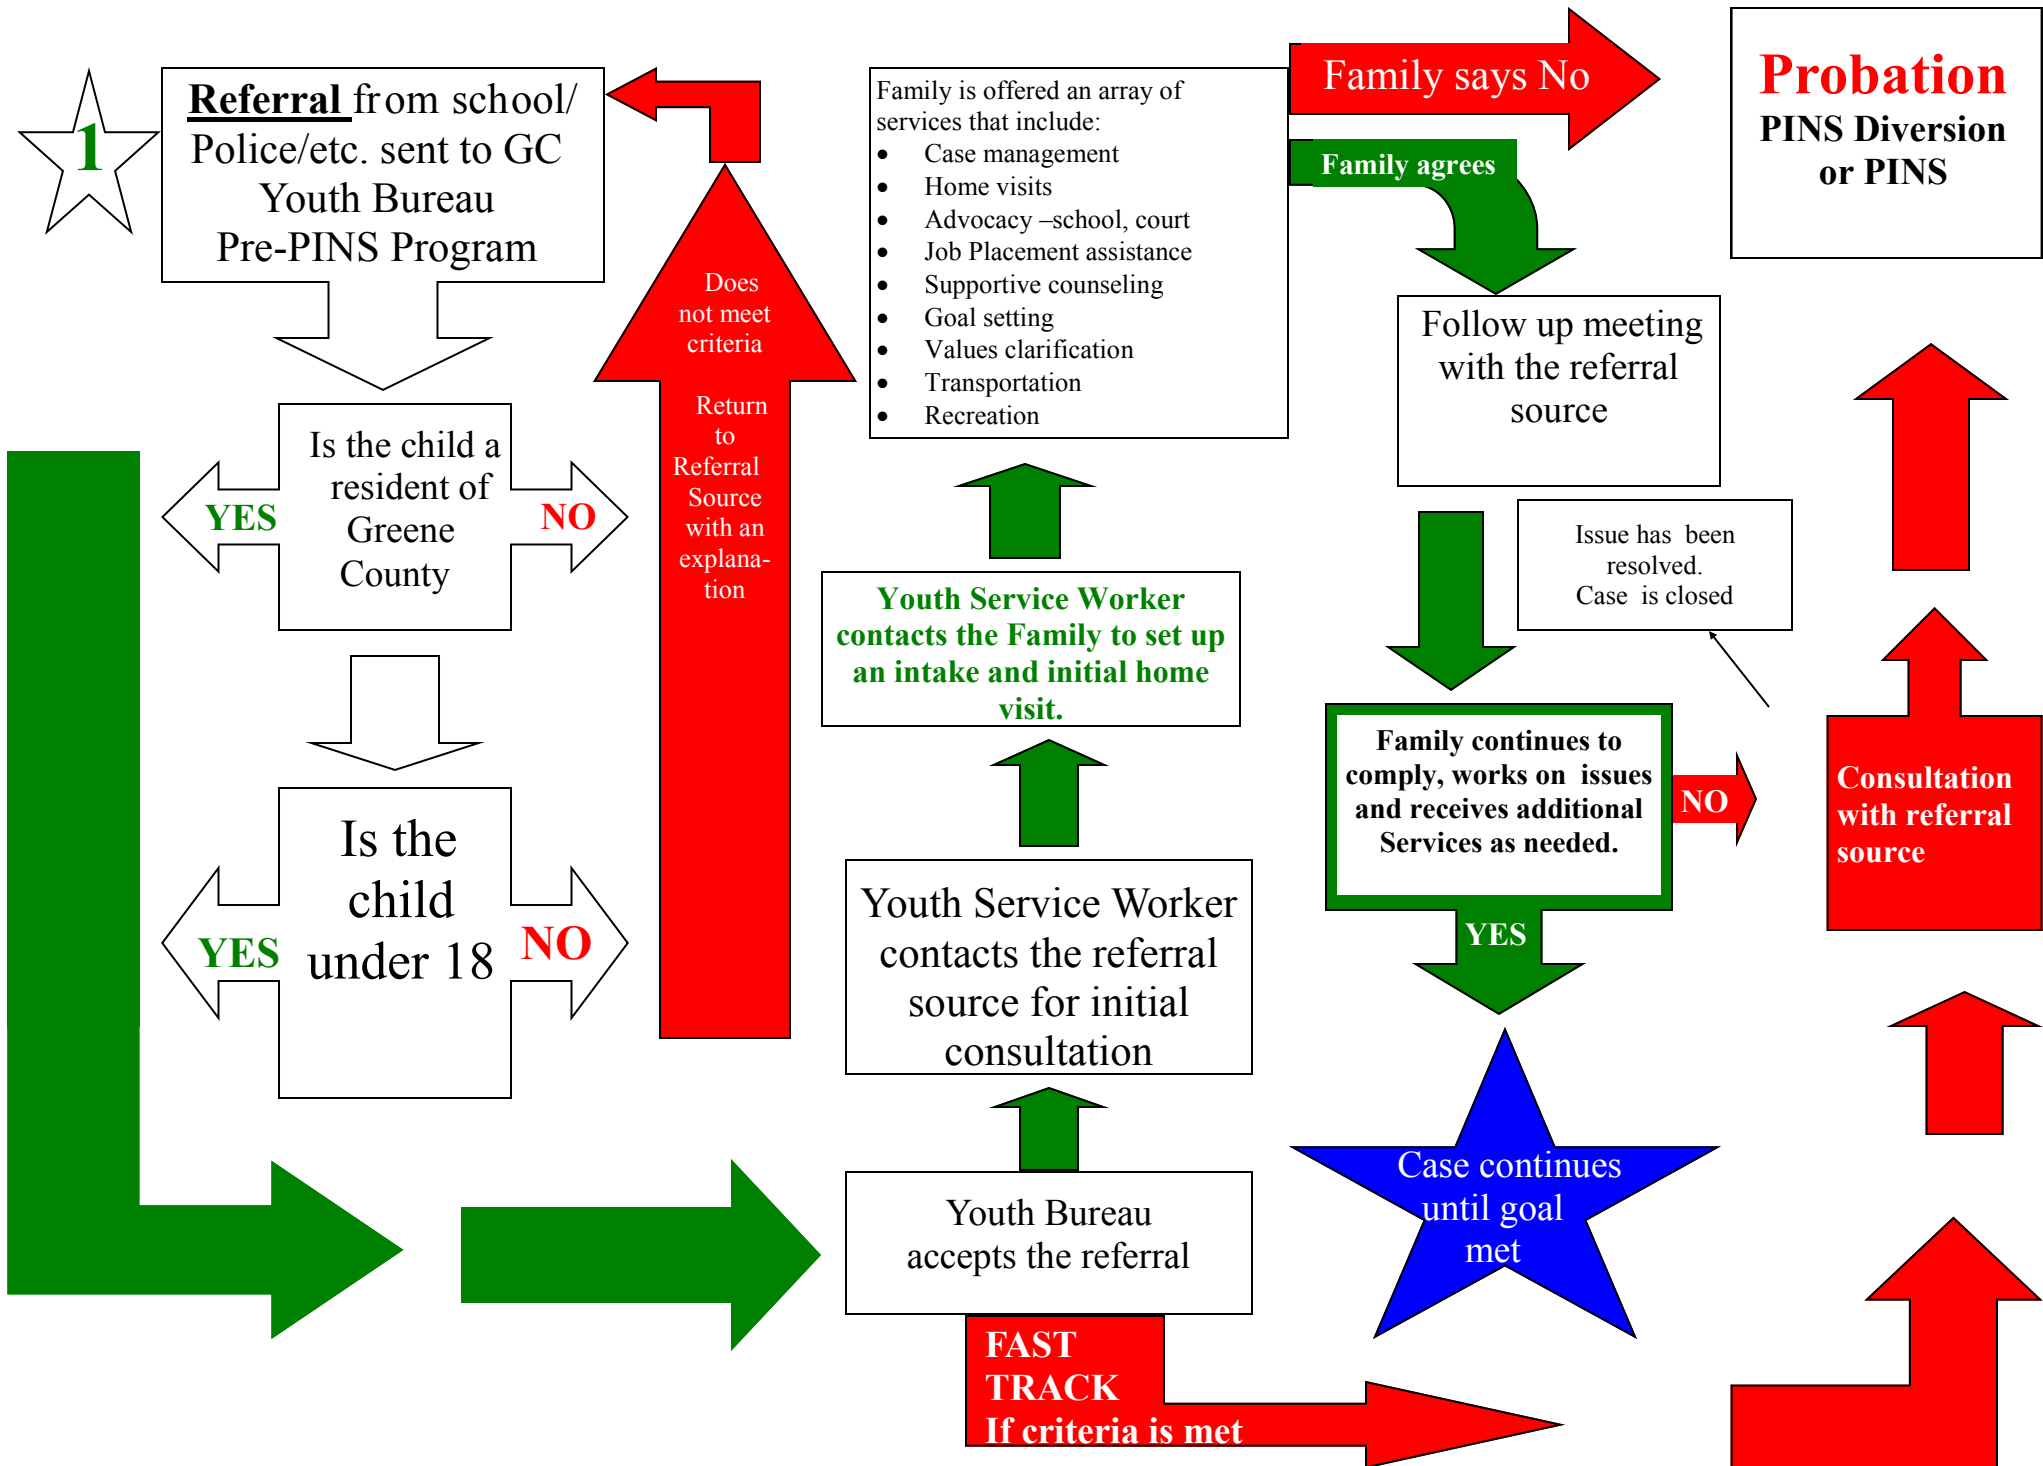 1
Referral from school/
Police/etc. sent to GC
Youth Bureau
Pre-PINS Program
Is the child a
resident of
Greene
County
YES
NO
Is the
child
under 18
YES
NO
Does
not meet
criteria
Return
to
Referral
Source
with an
explana-
tion
Family is offered an array of
services that include:
• Case management
• Home visits
• Advocacy –school, court
• Job Placement assistance
• Supportive counseling
• Goal setting
• Values clarification
• Transportation
• Recreation
Youth Service Worker
contacts the Family to set up
an intake and initial home
visit.
Youth Service Worker
contacts the referral
source for initial
consultation
Youth Bureau
accepts the referral
FAST
TRACK
If criteria is met
Family says No
Family agrees
Follow up meeting
with the referral
source
Issue has been
resolved.
Case is closed
Family continues to
comply, works on issues
and receives additional
Services as needed.
NO
YES
Case continues
until goal
met
Probation
PINS Diversion
or PINS
Consultation
with referral
source